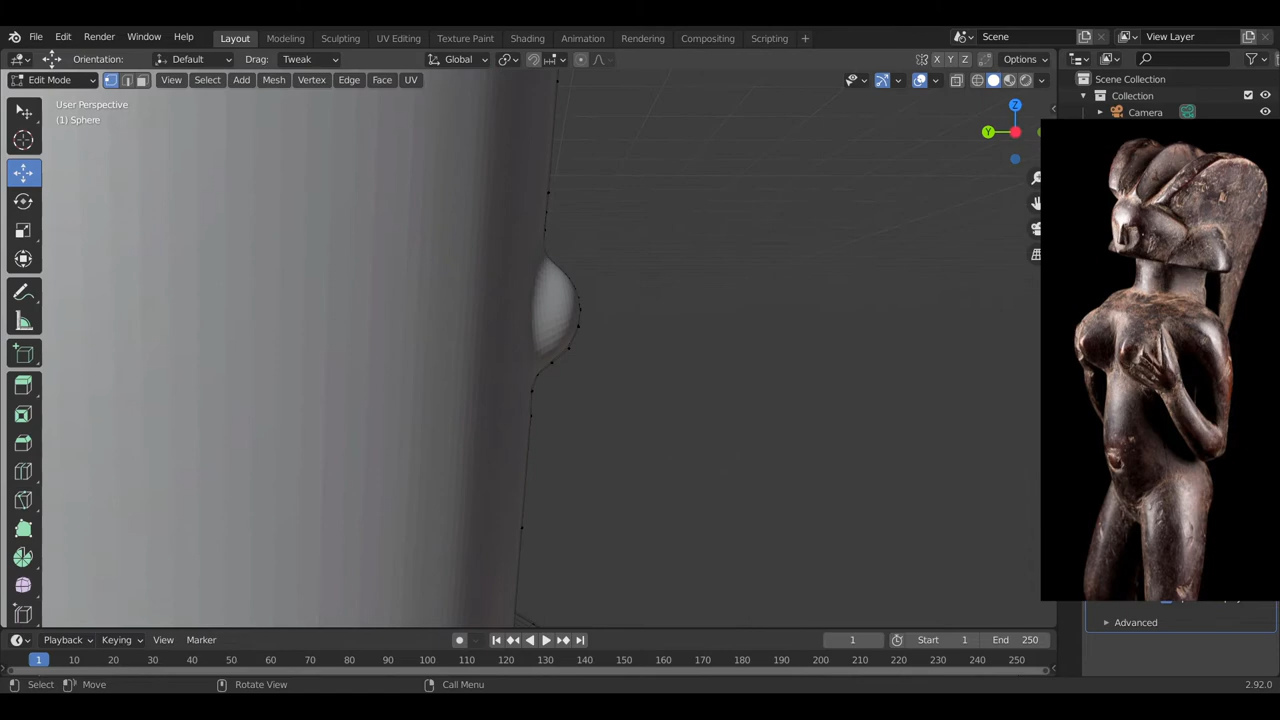 File Edit Render Window Help Layout Modeling Sculpting UV Editing Texture Paint Shading Animation Rendering Compositing Scripting + Scene View Layer
Orientation: Default Drag: Tweak Global X Y Z Options
Edit Mode View Select Add Mesh Vertex Edge Face UV Scene Collection
User Perspective Collection
(1) Sphere Camera
Z
Y
Advanced
Playback Keying View Marker 1 Start 1 End 250
1 10 20 30 40 50 60 70 80 90 100 110 120 130 140 150 160 170 180 190 200 210 220 230 240 250
Select Move Rotate View Call Menu 2.92.0